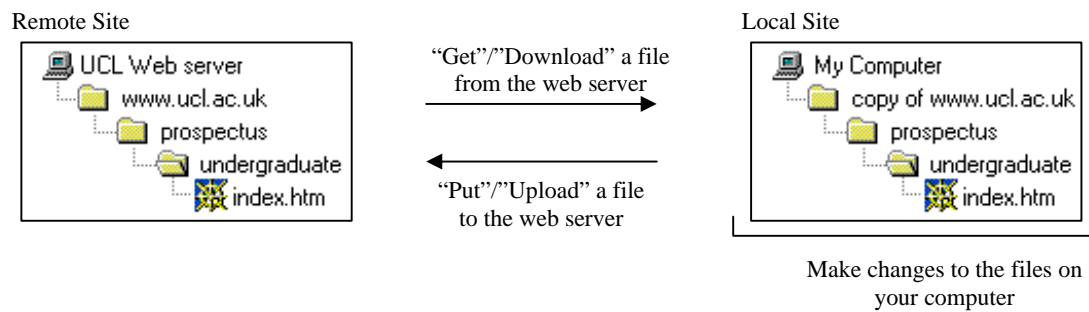 Remote Site
UCL Web server
www.ucl.ac.uk
prospectus
undergraduate
index.htm
“Get”/”Download” a file
from the web server
“Put”/”Upload” a file
to the web server
Local Site
My Computer
copy of www.ucl.ac.uk
prospectus
undergraduate
index.htm
Make changes to the files on
your computer